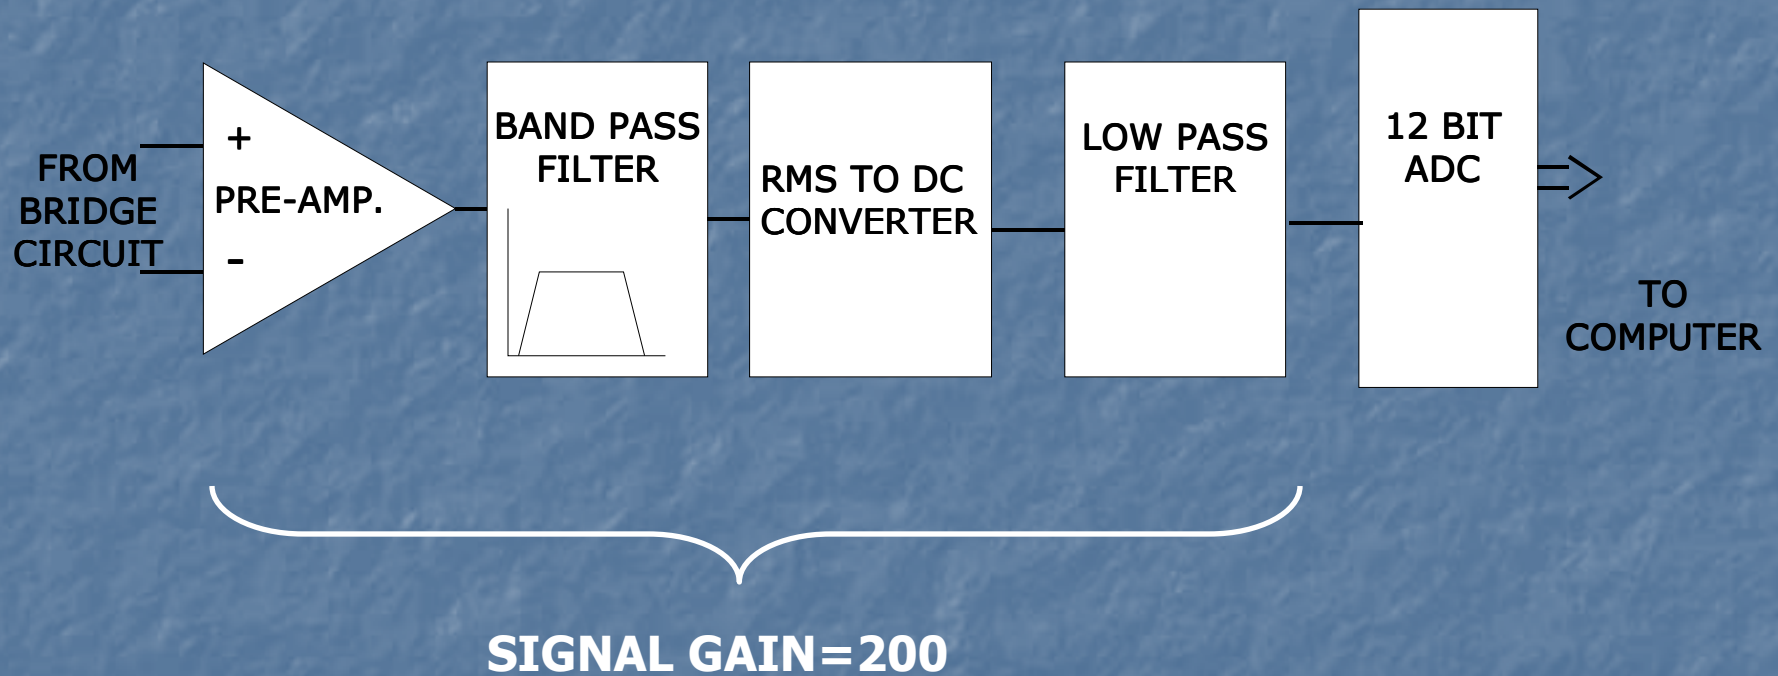 FROM
BRIDGE
CIRCUIT
+
PRE-AMP.
-
BAND PASS
FILTER
RMS TO DC
CONVERTER
LOW PASS
FILTER
12 BIT
ADC
TO
COMPUTER
SIGNAL GAIN=200